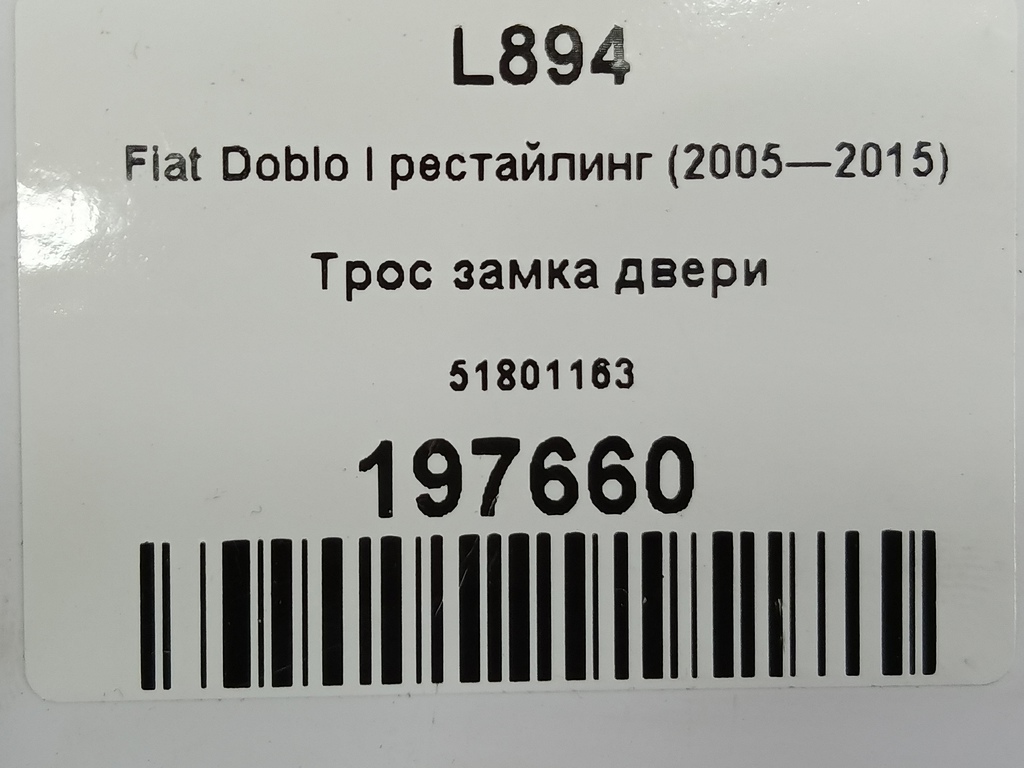 L894
Fiat Doblo I рестайлинг (2005—2015)
Трос замка двери
51801163
197660